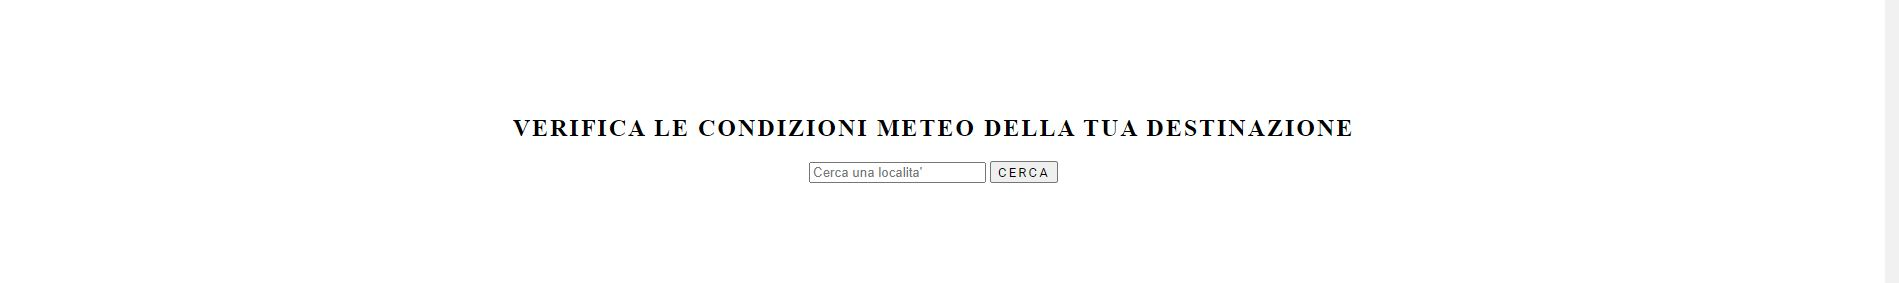 VERIFICA LE CONDIZIONI METEO DELLA TUA DESTINAZIONE
Cerca una localita' CERCA